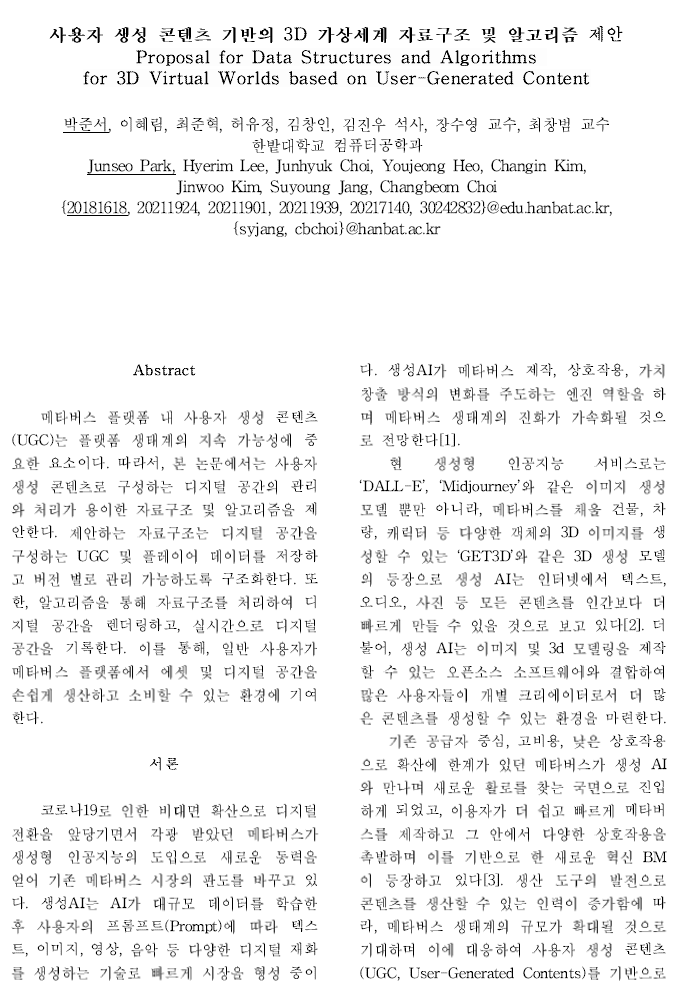 사용자 생성 콘텐츠 기반의 3D 가상세계 자료구조 및 알고리즘 제안
Proposal for Data Structures and Algorithms
for 3D Virtual Worlds based on User-Generated Content
박준서, 이혜림, 최준혁, 허유정, 김창인, 김진우 석사, 장수영 교수, 최창범 교수
한밭대학교 컴퓨터공학과
Junseo Park, Hyerim Lee, Junhyuk Choi, Youjeong Heo, Changin Kim,
Jinwoo Kim, Suyoung Jang, Changbeom Choi
{20181618, 20211924, 20211901, 20211939, 20217140, 30242832}@edu.hanbat.ac.kr,
{syjang, cbchoi}@hanbat.ac.kr
Abstract
메타버스 플랫폼 내 사용자 생성 콘텐츠
(UGC)는 플랫폼 생태계의 지속 가능성에 중
요한 요소이다. 따라서, 본 논문에서는 사용자
생성 콘텐츠로 구성하는 디지털 공간의 관리
와 처리가 용이한 자료구조 및 알고리즘을 제
안한다. 제안하는 자료구조는 디지털 공간을
구성하는 UGC 및 플레이어 데이터를 저장하
고 버전 별로 관리 가능하도록 구조화한다. 또
한, 알고리즘을 통해 자료구조를 처리하여 디
지털 공간을 렌더링하고, 실시간으로 디지털
공간을 기록한다. 이를 통해, 일반 사용자가
메타버스 플랫폼에서 에셋 및 디지털 공간을
손쉽게 생산하고 소비할 수 있는 환경에 기여
한다.
서론
코로나19로 인한 비대면 확산으로 디지털
전환을 앞당기면서 각광 받았던 메타버스가
생성형 인공지능의 도입으로 새로운 동력을
얻어 기존 메타버스 시장의 판도를 바꾸고 있
다. 생성AI는 AI가 대규모 데이터를 학습한
후 사용자의 프롬프트(Prompt)에 따라 텍스
트, 이미지, 영상, 음악 등 다양한 디지털 재화
를 생성하는 기술로 빠르게 시장을 형성 중이
다. 생성AI가 메타버스 제작, 상호작용, 가치
창출 방식의 변화를 주도하는 엔진 역할을 하
며 메타버스 생태계의 진화가 가속화될 것으
로 전망한다[1].
현 생성형 인공지능 서비스로는
‘DALL-E’, ‘Midjourney’와 같은 이미지 생성
모델 뿐만 아니라, 메타버스를 채울 건물, 차
량, 캐릭터 등 다양한 객체의 3D 이미지를 생
성할 수 있는 ‘GET3D’와 같은 3D 생성 모델
의 등장으로 생성 AI는 인터넷에서 텍스트,
오디오, 사진 등 모든 콘텐츠를 인간보다 더
빠르게 만들 수 있을 것으로 보고 있다[2]. 더
불어, 생성 AI는 이미지 및 3d 모델링을 제작
할 수 있는 오픈소스 소프트웨어와 결합하여
많은 사용자들이 개별 크리에이터로서 더 많
은 콘텐츠를 생성할 수 있는 환경을 마련한다.
기존 공급자 중심, 고비용, 낮은 상호작용
으로 확산에 한계가 있던 메타버스가 생성 AI
와 만나며 새로운 활로를 찾는 국면으로 진입
하게 되었고, 이용자가 더 쉽고 빠르게 메타버
스를 제작하고 그 안에서 다양한 상호작용을
촉발하며 이를 기반으로 한 새로운 혁신 BM
이 등장하고 있다[3]. 생산 도구의 발전으로
콘텐츠를 생산할 수 있는 인력이 증가함에 따
라, 메타버스 생태계의 규모가 확대될 것으로
기대하며 이에 대응하여 사용자 생성 콘텐츠
(UGC, User-Generated Contents)를 기반으로